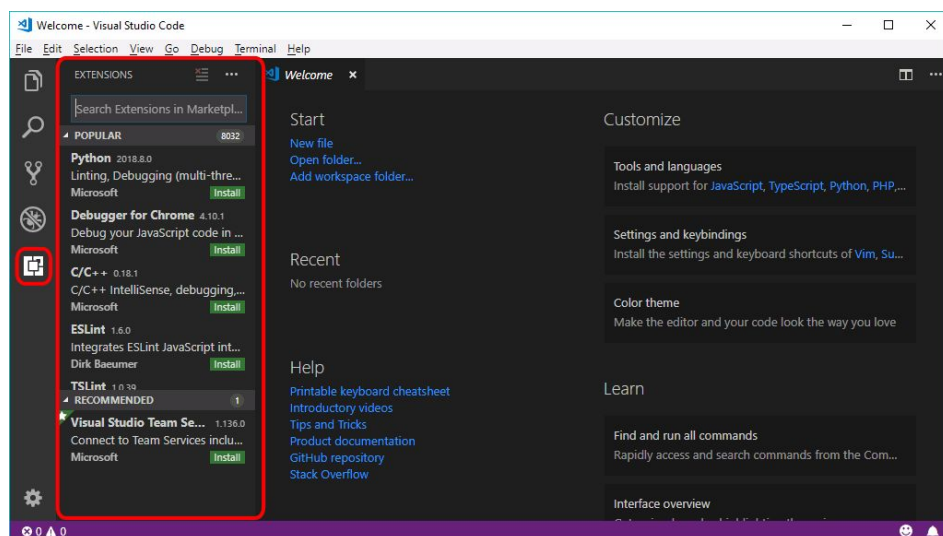 Welcome - Visual Studio Code
File Edit Selection View Go Debug Terminal Help
EXTENSIONS
Search Extensions in Marketpl...
POPULAR 8032
Python 2018.8.0
Linting, Debugging (multi-thre...
Microsoft Install
Debugger for Chrome 4.10.1
Debug your JavaScript code in ...
Microsoft Install
C/C++ 0.18.1
C/C++ IntelliSense, debugging,...
Microsoft Install
ESLint 1.6.0
Integrates ESLint JavaScript int...
Dirk Baeumer Install
TSLint 1.0.39
RECOMMENDED 1
Visual Studio Team Se... 1.136.0
Connect to Team Services inclu...
Microsoft Install
Welcome
Start
New file
Open folder...
Add workspace folder...
Recent
No recent folders
Help
Printable keyboard cheatsheet
Introductory videos
Tips and Tricks
Product documentation
GitHub repository
Stack Overflow
Customize
Tools and languages
Install support for JavaScript, TypeScript, Python, PHP,...
Settings and keybindings
Install the settings and keyboard shortcuts of Vim, Su...
Color theme
Make the editor and your code look the way you love
Learn
Find and run all commands
Rapidly access and search commands from the Com...
Interface overview
0 0